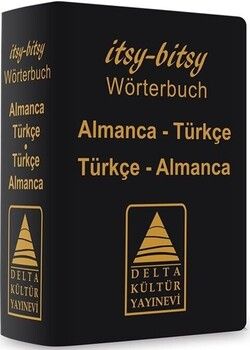 itsy-bitsy
Wörterbuch
Almanca
Türkçe
•
Türkçe
Almanca
DELTA
KÜLTÜR
YAYINEVİ
itsy-bitsy
Wörterbuch
Almanca - Türkçe
Türkçe - Almanca
DELTA
KÜLTÜR
YAYINEVİ